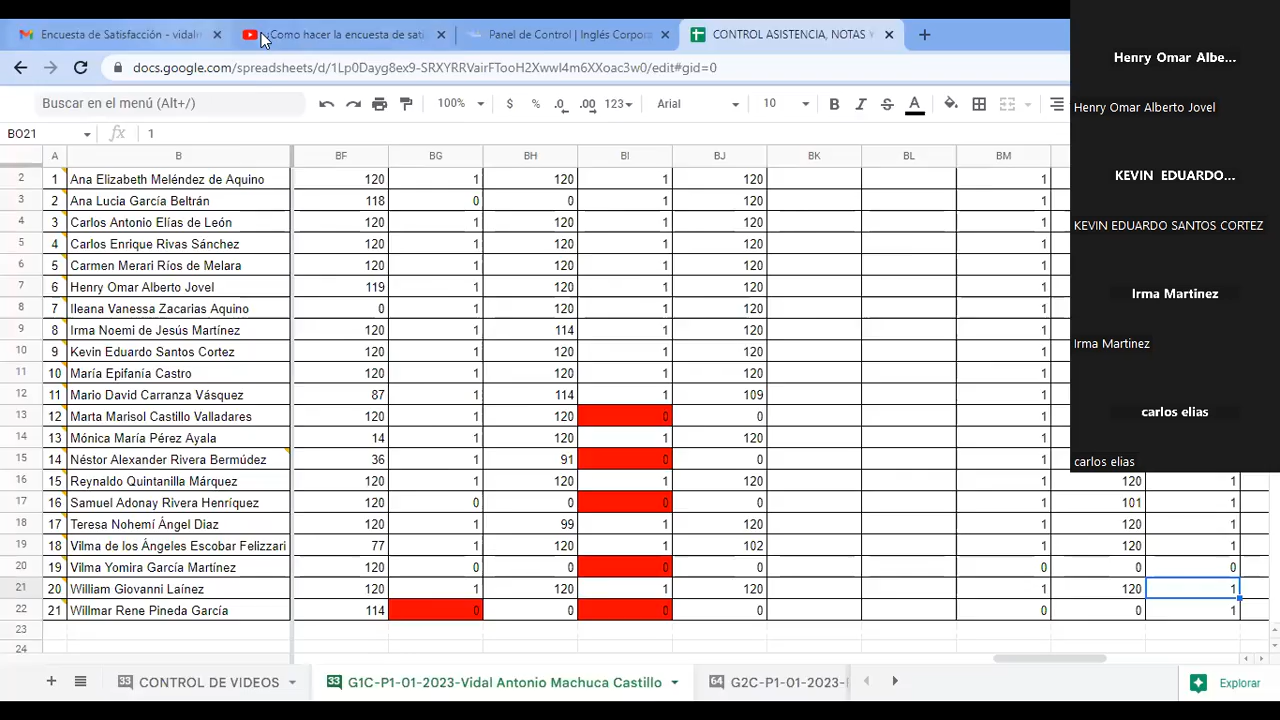 Encuesta de Satisfacción - vidal
¿Como hacer la encuesta de sati
Panel de Control | Inglés Corpora
CONTROL ASISTENCIA, NOTAS
docs.google.com/spreadsheets/d/1Lp0Dayg8ex9-SRXYRRVairFTooH2XwwI4m6XXoac3w0/edit#gid=0
Buscar en el menú (Alt+/) 100% $ % .0 .00 123 Arial 10 B I S A
BO21 fx 1
A B BF BG BH BI BJ BK BL BM
2 1 Ana Elizabeth Meléndez de Aquino 120 1 120 1 120 1
3 2 Ana Lucia García Beltrán 118 0 0 1 120 1
4 3 Carlos Antonio Elías de León 120 1 120 1 120 1
5 4 Carlos Enrique Rivas Sánchez 120 1 120 1 120 1
6 5 Carmen Merari Ríos de Melara 120 1 120 1 120 1
7 6 Henry Omar Alberto Jovel 119 1 120 1 120 1
8 7 Ileana Vanessa Zacarias Aquino 0 1 120 1 120 1
9 8 Irma Noemi de Jesús Martínez 120 1 114 1 120 1
10 9 Kevin Eduardo Santos Cortez 120 1 120 1 120 1
11 10 María Epifanía Castro 120 1 120 1 120 1
12 11 Mario David Carranza Vásquez 87 1 114 1 109 1
13 12 Marta Marisol Castillo Valladares 120 1 120 0 0 1
14 13 Mónica María Pérez Ayala 14 1 120 1 120 1
15 14 Néstor Alexander Rivera Bermúdez 36 1 91 0 0 1
16 15 Reynaldo Quintanilla Márquez 120 1 120 1 120 1 120 1
17 16 Samuel Adonay Rivera Henríquez 120 0 0 0 0 1 101 1
18 17 Teresa Nohemí Ángel Diaz 120 1 99 1 120 1 120 1
19 18 Vilma de los Ángeles Escobar Felizzari 77 1 120 1 102 1 120 1
20 19 Vilma Yomira García Martínez 120 0 0 0 0 0 0 0
21 20 William Giovanni Laínez 120 1 120 1 120 1 120 1
22 21 Willmar Rene Pineda García 114 0 0 0 0 0 0 1
23
24
33 CONTROL DE VIDEOS
33 G1C-P1-01-2023-Vidal Antonio Machuca Castillo
64 G2C-P1-01-2023-
Explorar
Henry Omar Albe...
Henry Omar Alberto Jovel
KEVIN EDUARDO...
KEVIN EDUARDO SANTOS CORTEZ
Irma Martinez
Irma Martinez
carlos elias
carlos elias